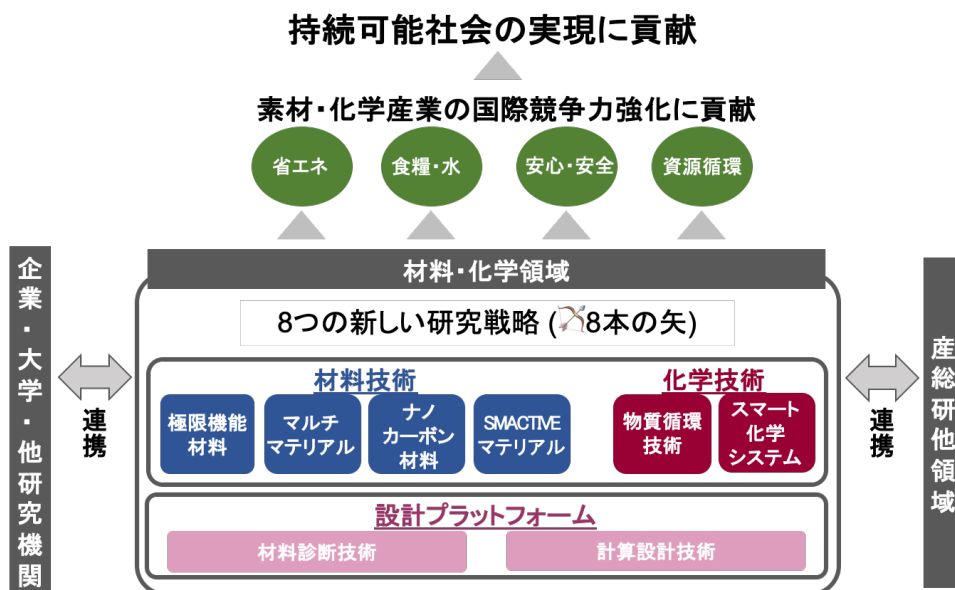 持続可能社会の実現に貢献
素材・化学産業の国際競争力強化に貢献
省エネ
食糧・水
安心・安全
資源循環
企業・大学・他研究機関
連携
材料・化学領域
8つの新しい研究戦略 (🏹8本の矢)
材料技術
極限機能
材料
マルチ
マテリアル
ナノ
カーボン
材料
SMACTIVE
マテリアル
化学技術
物質循環
技術
スマート
化学
システム
設計プラットフォーム
材料診断技術
計算設計技術
連携
産総研他領域